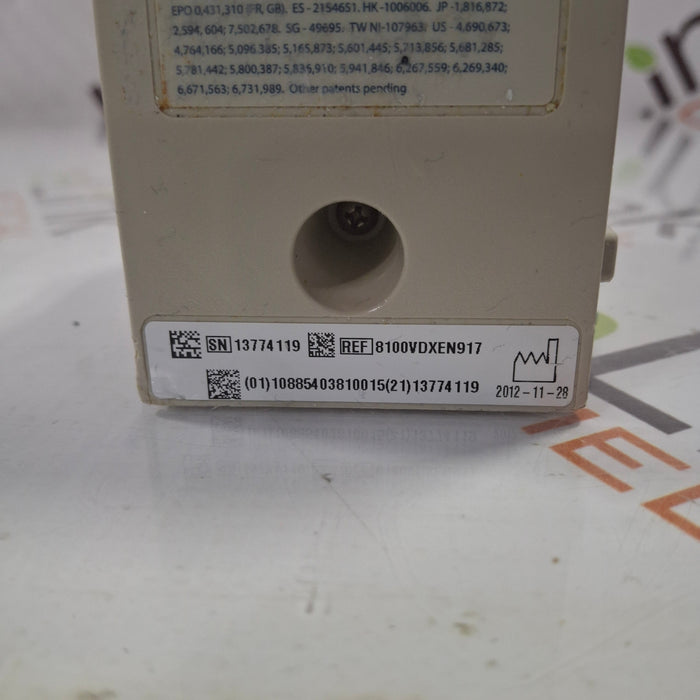 EPO 0,431,310 (FR, GB). ES - 2154651. HK - 1006006. JP - 1,816,872;
2,594,604; 7,502,678. SG - 49695. TW NI-107963. US - 4,690,673;
4,764,166; 5,096,385; 5,165,873; 5,601,445; 5,713,856; 5,681,285;
5,781,442; 5,800,387; 5,835,910; 5,941,846; 6,267,559; 6,269,340;
6,671,563; 6,731,989. Other patents pending
SN 13774119 REF 8100VDXEN917
(01)10885403810015(21)13774119
2012-11-28